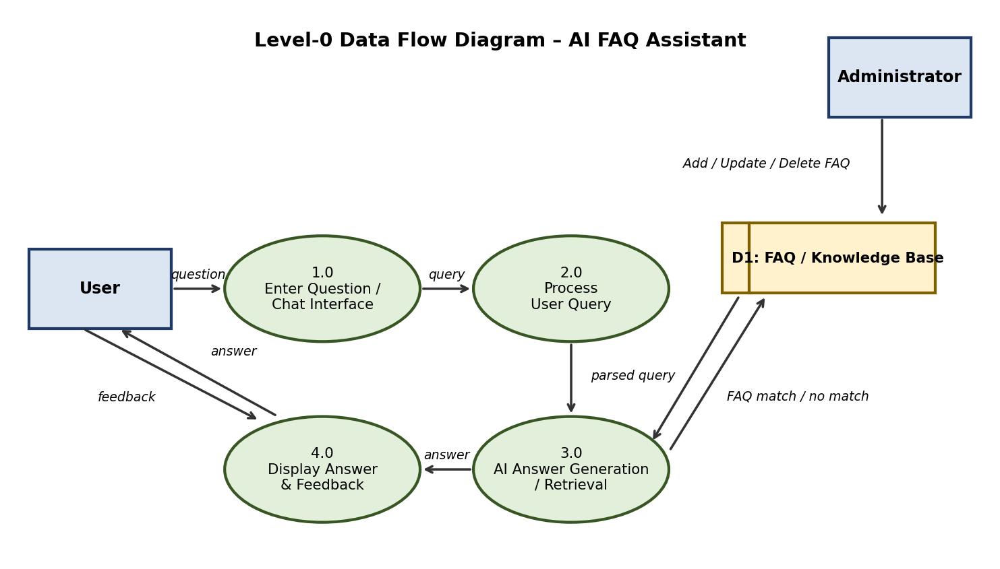 Level-0 Data Flow Diagram – AI FAQ Assistant
Administrator
Add / Update / Delete FAQ
D1: FAQ / Knowledge Base
User
question
1.0
Enter Question /
Chat Interface
query
2.0
Process
User Query
answer
feedback
parsed query
FAQ match / no match
4.0
Display Answer
& Feedback
answer
3.0
AI Answer Generation
/ Retrieval